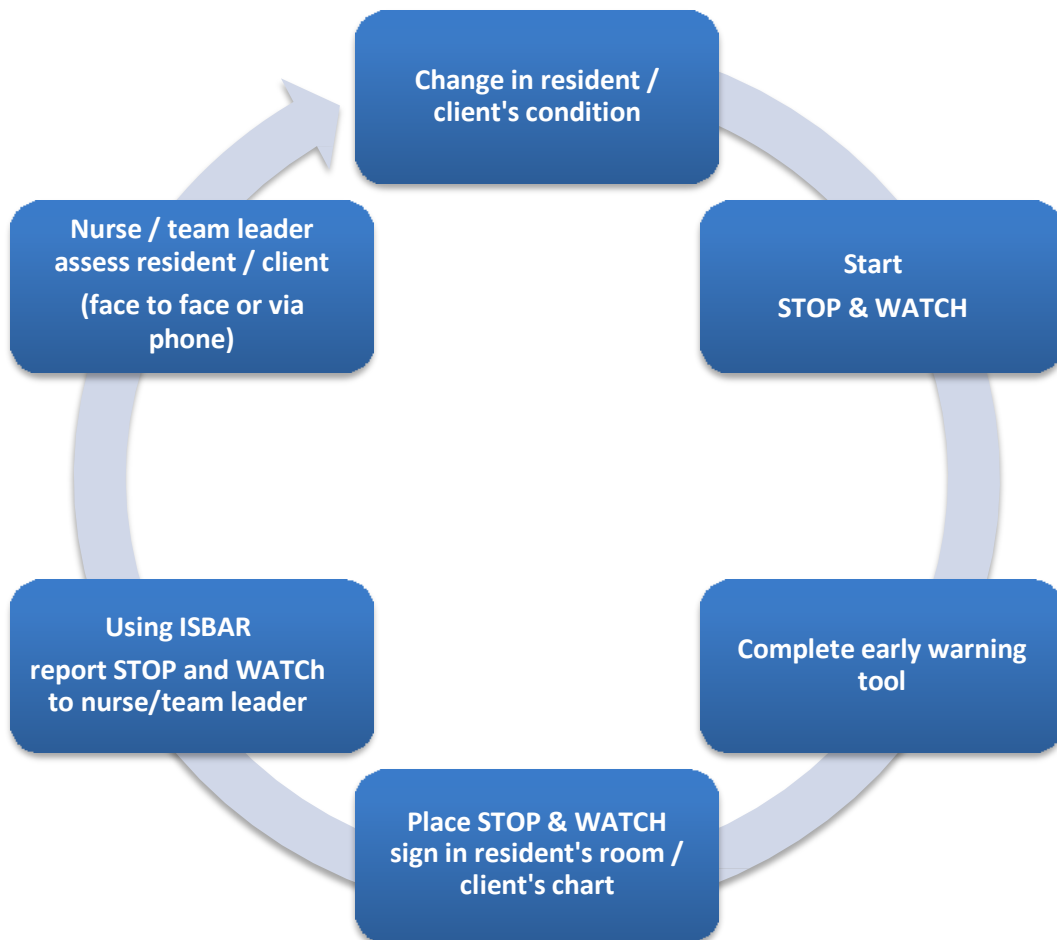 Change in resident /
client's condition
Start
STOP & WATCH
Complete early warning
tool
Place STOP & WATCH
sign in resident's room /
client's chart
Using ISBAR
report STOP and WATCh
to nurse/team leader
Nurse / team leader
assess resident / client
(face to face or via
phone)